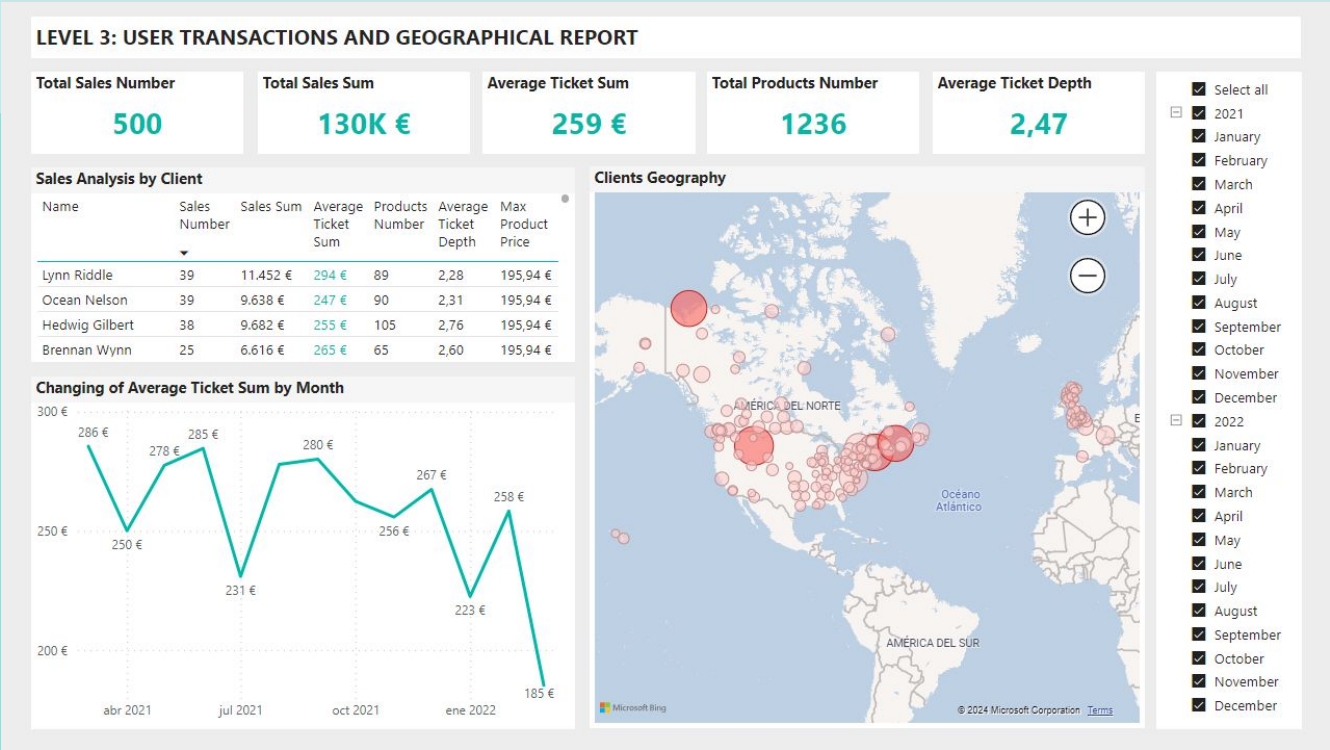 LEVEL 3: USER TRANSACTIONS AND GEOGRAPHICAL REPORT
Total Sales Number
500
Total Sales Sum
130K €
Average Ticket Sum
259 €
Total Products Number
1236
Average Ticket Depth
2,47
Sales Analysis by Client
Name Sales Number Sales Sum Average Ticket Sum Products Number Average Ticket Depth Max Product Price
Lynn Riddle 39 11.452 € 294 € 89 2,28 195,94 €
Ocean Nelson 39 9.638 € 247 € 90 2,31 195,94 €
Hedwig Gilbert 38 9.682 € 255 € 105 2,76 195,94 €
Brennan Wynn 25 6.616 € 265 € 65 2,60 195,94 €
Changing of Average Ticket Sum by Month
300 €
250 €
200 €
286 €
250 €
278 €
285 €
231 €
280 €
256 €
267 €
223 €
258 €
185 €
abr 2021
jul 2021
oct 2021
ene 2022
Clients Geography
AMÉRICA DEL NORTE
E
Océano
Atlántico
AMÉRICA DEL SUR
Microsoft Bing
© 2024 Microsoft Corporation Terms
Select all
2021
January
February
March
April
May
June
July
August
September
October
November
December
2022
January
February
March
April
May
June
July
August
September
October
November
December